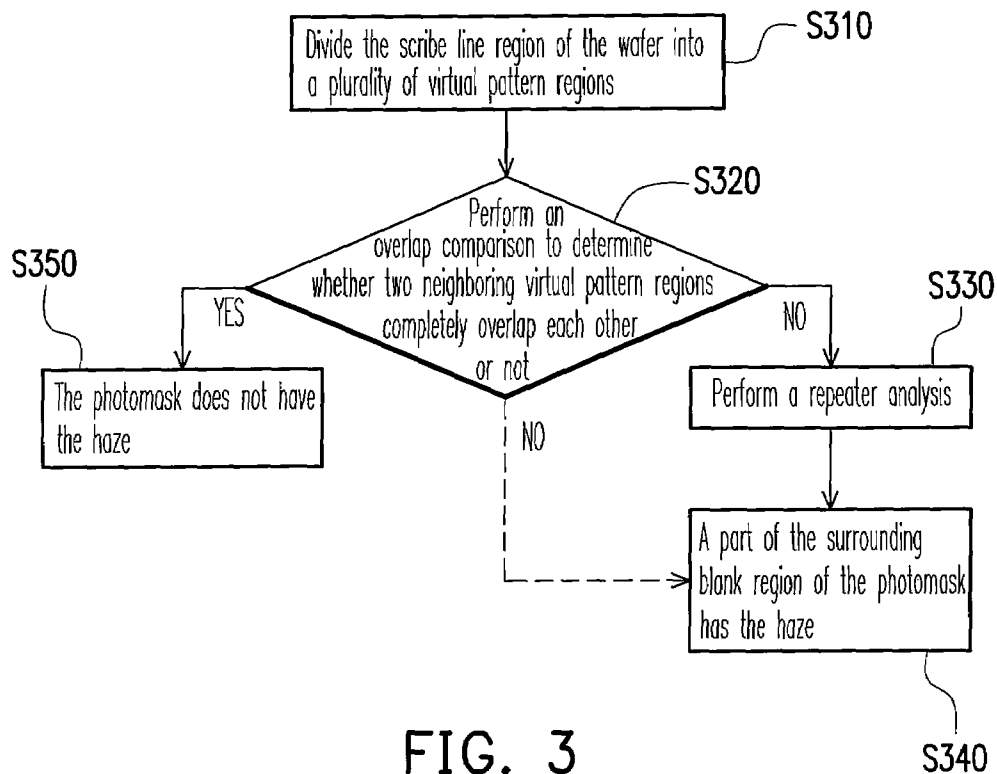 S310
Divide the scribe line region of the wafer into
a plurality of virtual pattern regions
S320
Perform an
overlap comparison to determine
whether two neighboring virtual pattern regions
completely overlap each other
or not
S350
YES
NO
S330
The photomask does not have
the haze
Perform a repeater analysis
NO
A part of the surrounding
blank region of the photomask
has the haze
S340
FIG. 3